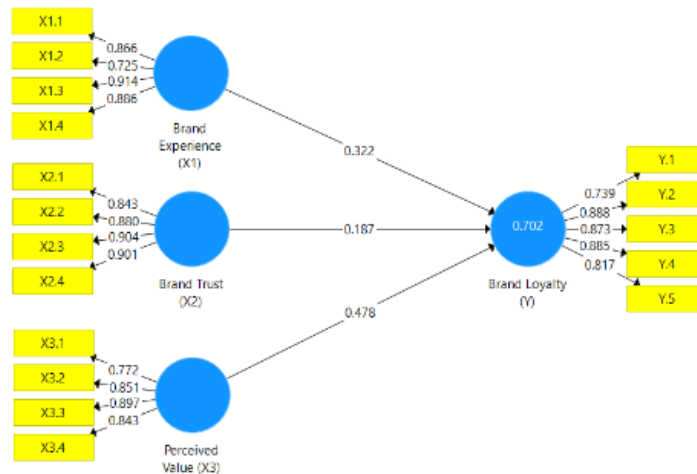 X1.1
X1.2
X1.3
X1.4
0.866
0.725
0.914
0.886
Brand
Experience
(X1)
0.322
X2.1
X2.2
X2.3
X2.4
0.843
0.880
0.904
0.901
Brand Trust
(X2)
0.187
X3.1
X3.2
X3.3
X3.4
0.772
0.851
0.897
0.843
Perceived
Value (X3)
0.478
0.702
Brand Loyalty
(Y)
0.739
0.888
0.873
0.885
0.817
Y.1
Y.2
Y.3
Y.4
Y.5